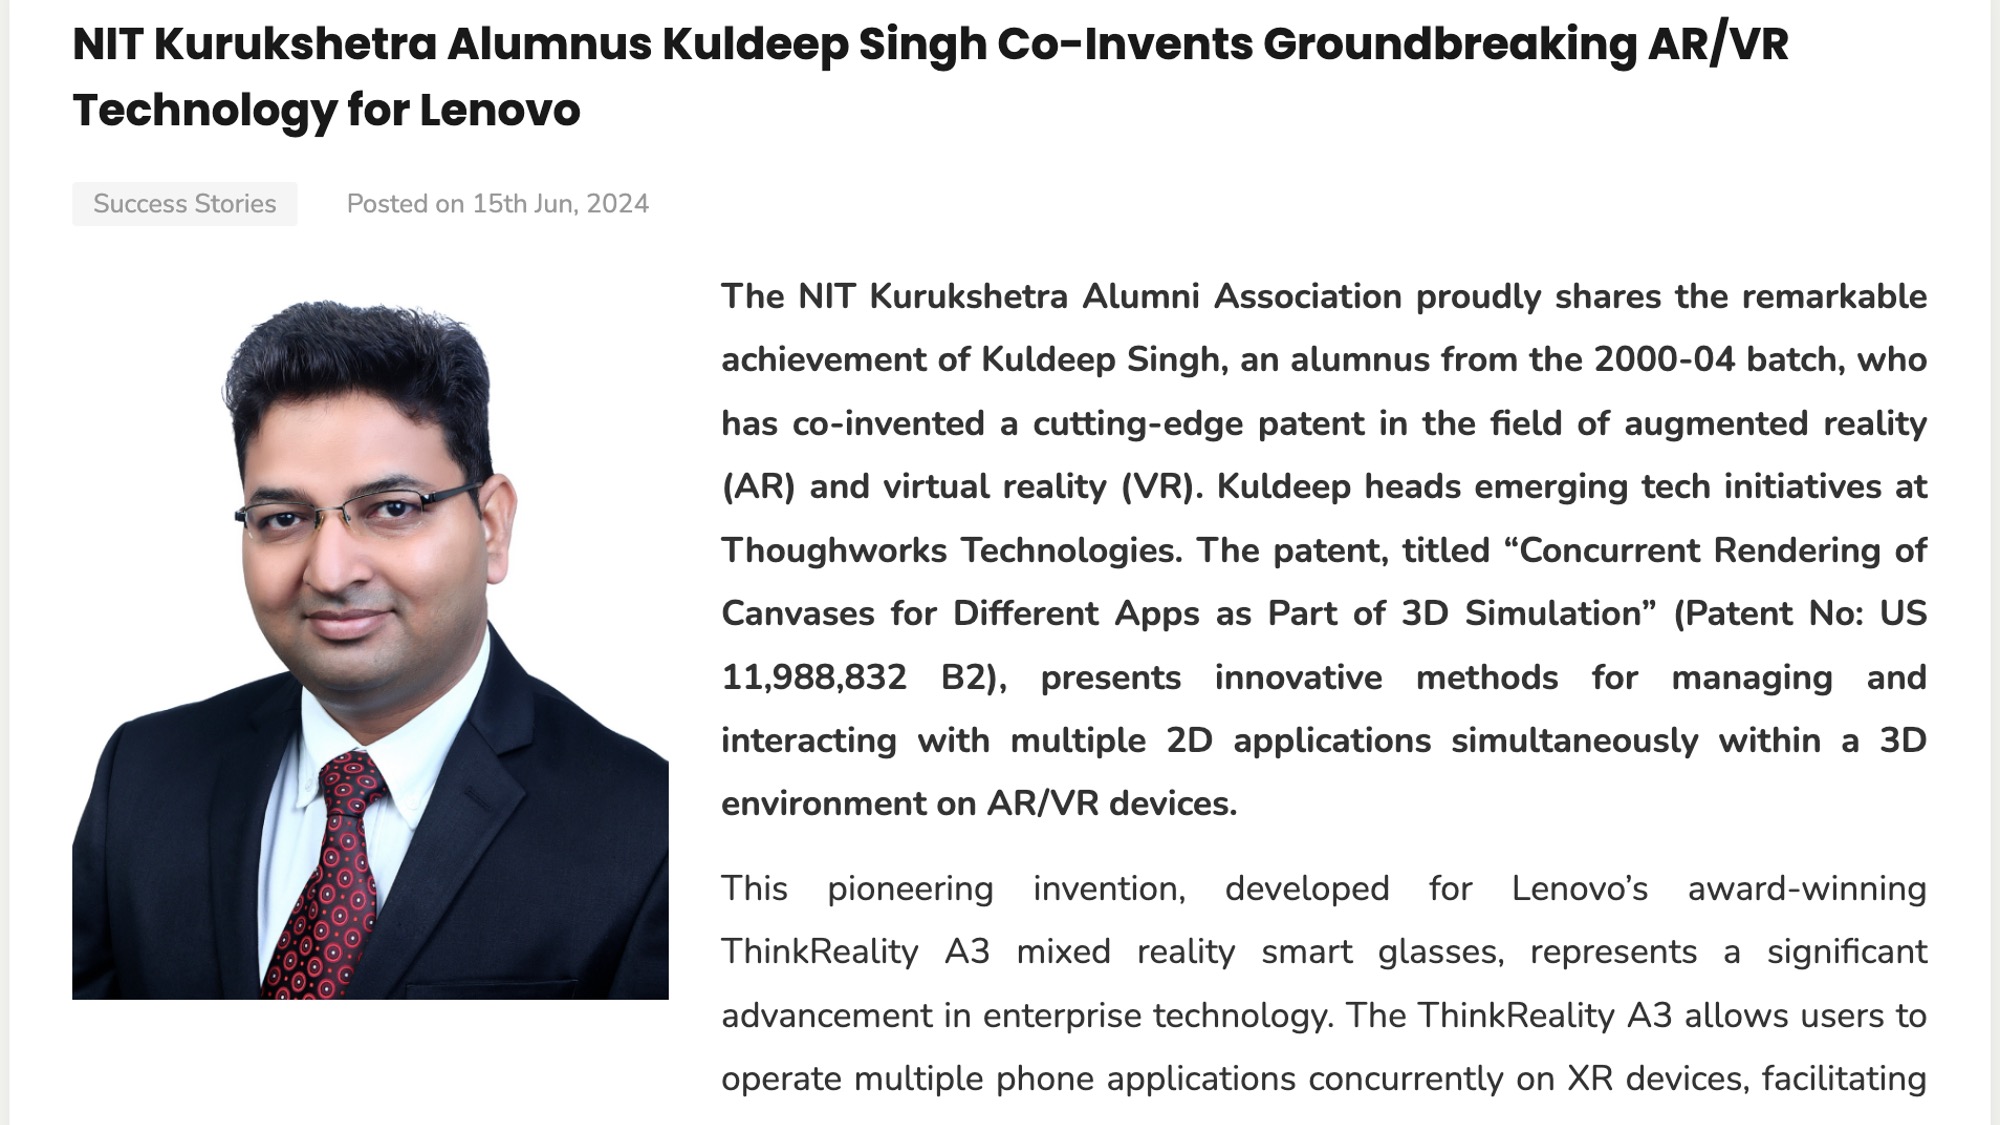 NIT Kurukshetra Alumnus Kuldeep Singh Co-Invents Groundbreaking AR/VR
Technology for Lenovo
Success Stories
Posted on 15th Jun, 2024
The NIT Kurukshetra Alumni Association proudly shares the remarkable
achievement of Kuldeep Singh, an alumnus from the 2000-04 batch, who
has co-invented a cutting-edge patent in the field of augmented reality
(AR) and virtual reality (VR). Kuldeep heads emerging tech initiatives at
Thoughworks Technologies. The patent, titled “Concurrent Rendering of
Canvases for Different Apps as Part of 3D Simulation” (Patent No: US
11,988,832 B2), presents innovative methods for managing and
interacting with multiple 2D applications simultaneously within a 3D
environment on AR/VR devices.
This pioneering invention, developed for Lenovo’s award-winning
ThinkReality A3 mixed reality smart glasses, represents a significant
advancement in enterprise technology. The ThinkReality A3 allows users to
operate multiple phone applications concurrently on XR devices, facilitating